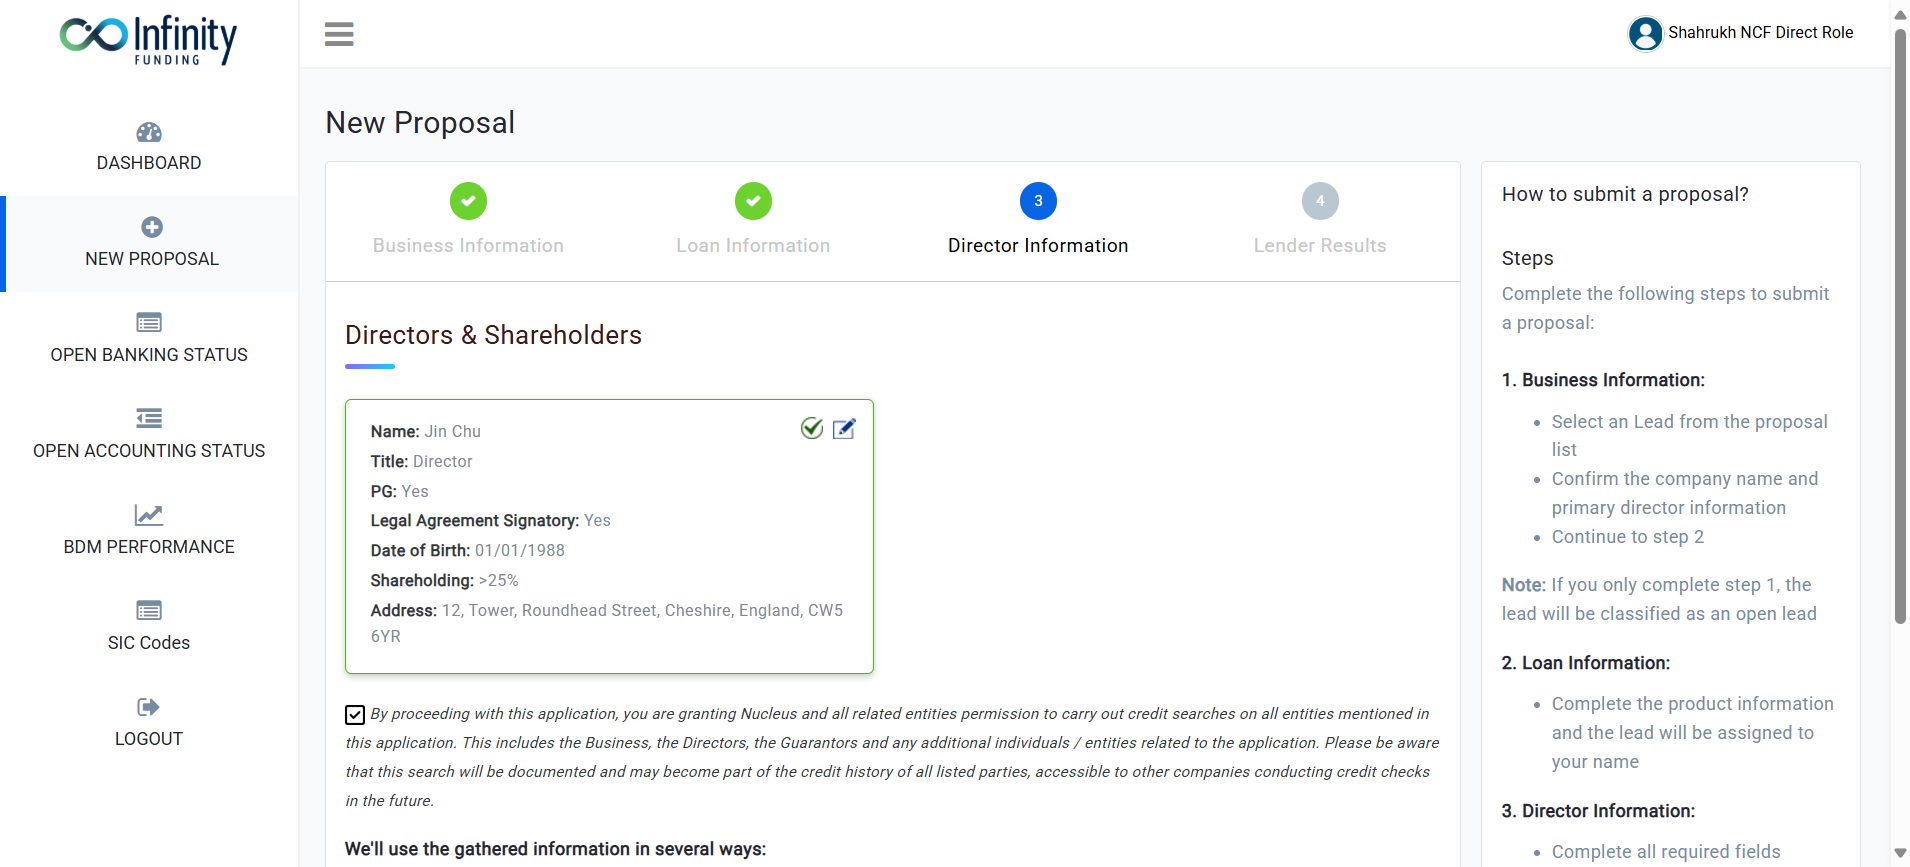 Infinity
FUNDING
Shahrukh NCF Direct Role
DASHBOARD
NEW PROPOSAL
OPEN BANKING STATUS
OPEN ACCOUNTING STATUS
BDM PERFORMANCE
SIC Codes
LOGOUT
New Proposal
Business Information
Loan Information
3
Director Information
4
Lender Results
Directors & Shareholders
Name: Jin Chu
Title: Director
PG: Yes
Legal Agreement Signatory: Yes
Date of Birth: 01/01/1988
Shareholding: >25%
Address: 12, Tower, Roundhead Street, Cheshire, England, CW5
6YR
By proceeding with this application, you are granting Nucleus and all related entities permission to carry out credit searches on all entities mentioned in
this application. This includes the Business, the Directors, the Guarantors and any additional individuals / entities related to the application. Please be aware
that this search will be documented and may become part of the credit history of all listed parties, accessible to other companies conducting credit checks
in the future.
We'll use the gathered information in several ways:
How to submit a proposal?
Steps
Complete the following steps to submit
a proposal:
1. Business Information:
• Select an Lead from the proposal
list
• Confirm the company name and
primary director information
• Continue to step 2
Note: If you only complete step 1, the
lead will be classified as an open lead
2. Loan Information:
• Complete the product information
and the lead will be assigned to
your name
3. Director Information:
• Complete all required fields